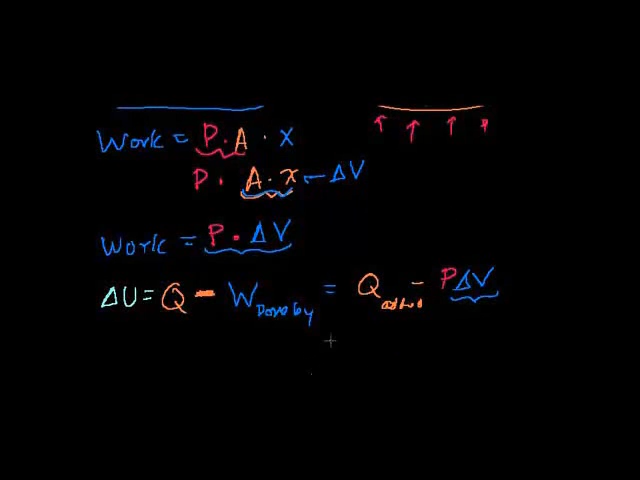 Work = P · A · x
P · A · x ← ΔV
Work = P · ΔV
ΔU = Q - W Done by = Q added - PΔV